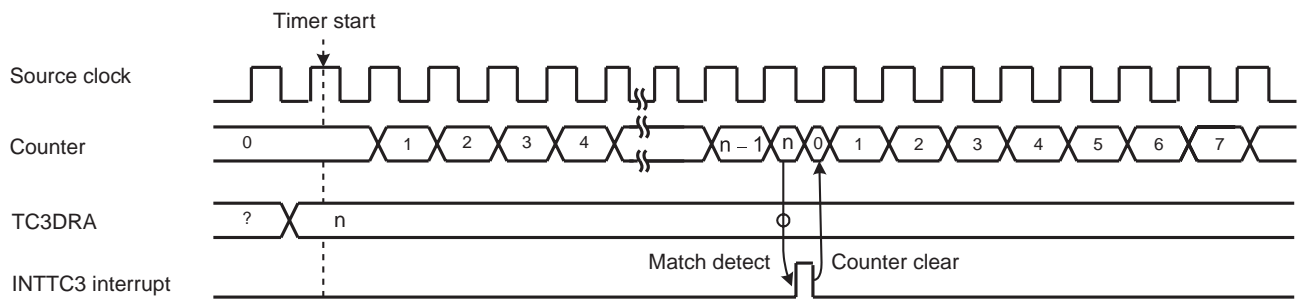 Timer start
Source clock
Counter 0 1 2 3 4 n – 1 n 0 1 2 3 4 5 6 7
TC3DRA ? n
Match detect Counter clear
INTTC3 interrupt